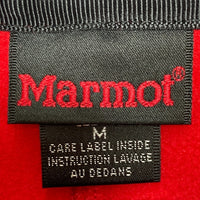 Marmot®
M
CARE LABEL INSIDE
INSTRUCTION LAVAGE
AU DEDANS